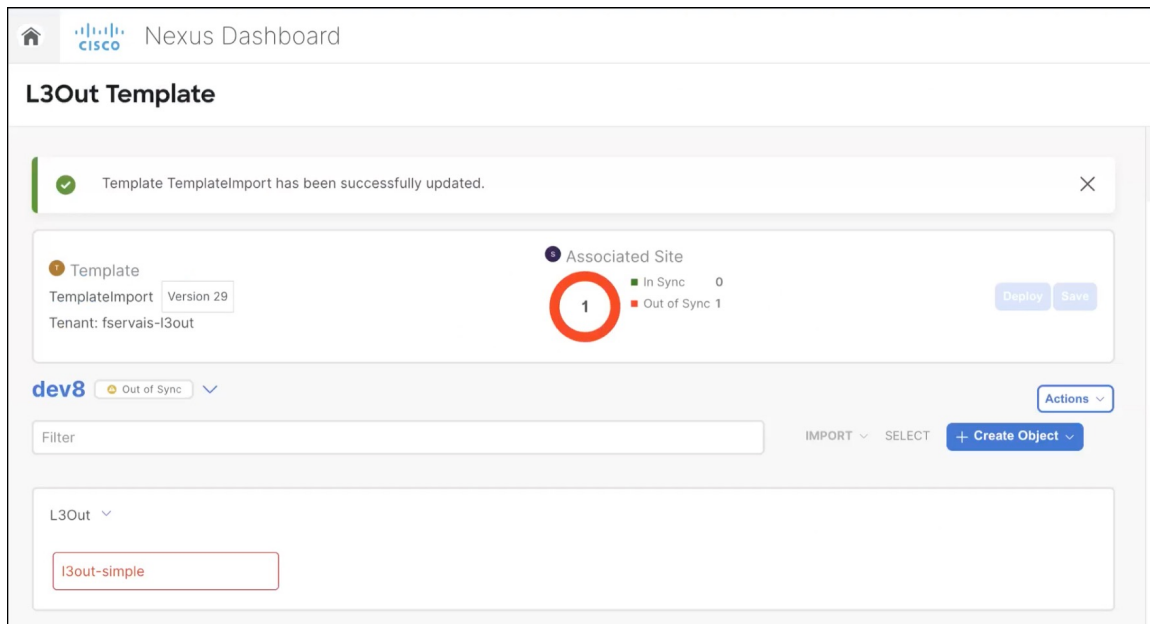 CISCO Nexus Dashboard
L3Out Template
Template TemplateImport has been successfully updated.
T Template
TemplateImport Version 29
Tenant: fservais-l3out
S Associated Site
1
In Sync 0
Out of Sync 1
Deploy Save
dev8 Out of Sync
Actions
Filter
IMPORT SELECT + Create Object
L3Out
l3out-simple